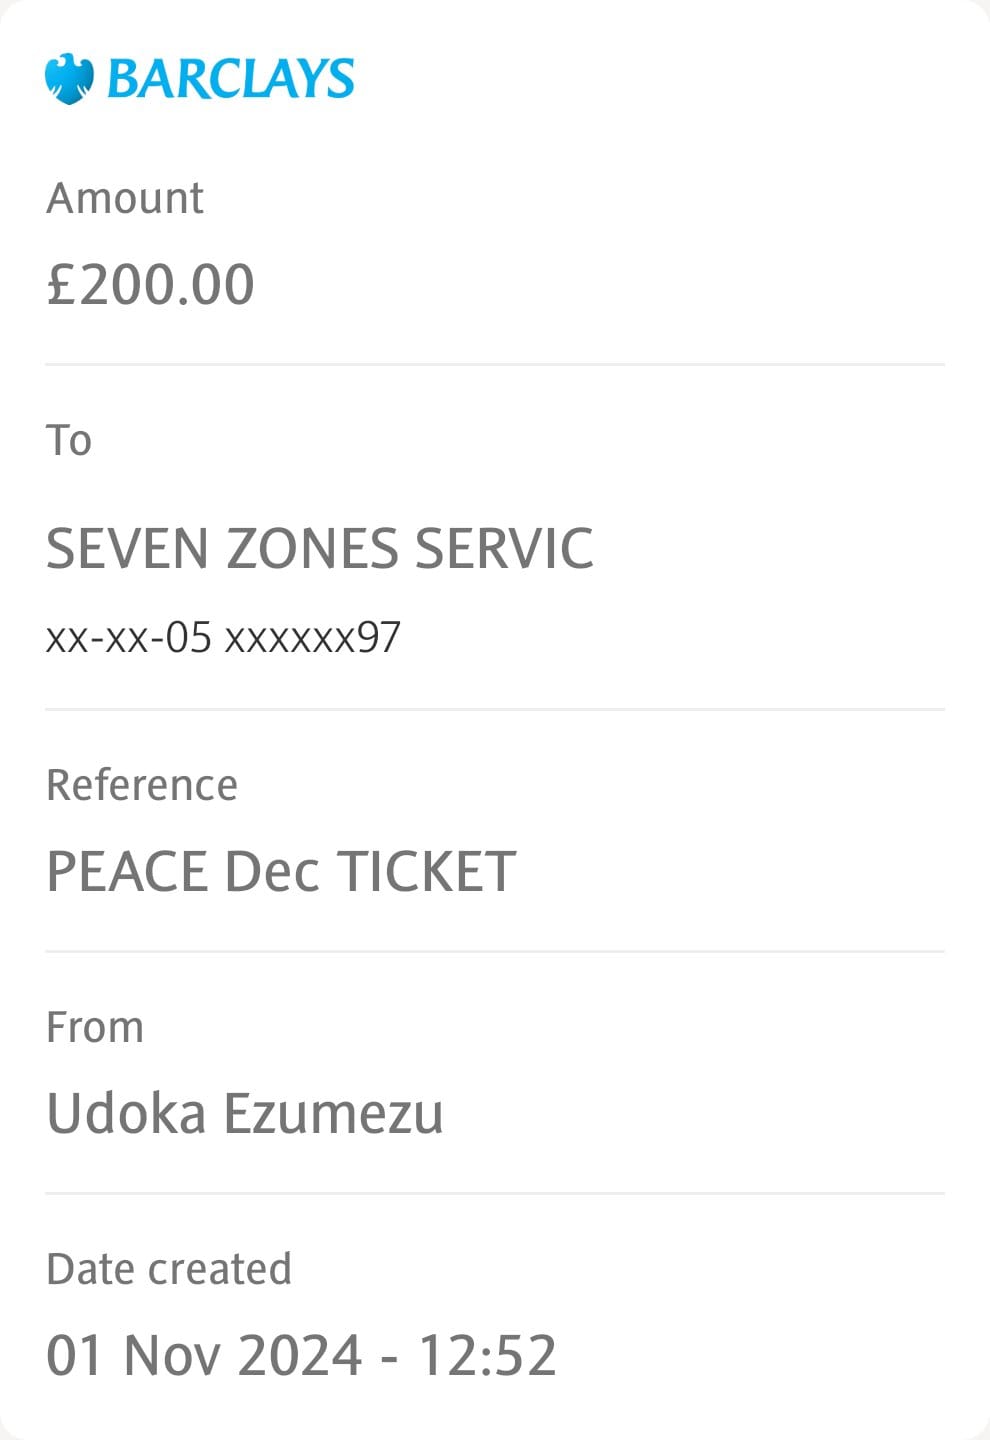 BARCLAYS
Amount
£200.00
To
SEVEN ZONES SERVIC
xx-xx-05 xxxxxx97
Reference
PEACE Dec TICKET
From
Udoka Ezumezu
Date created
01 Nov 2024 - 12:52